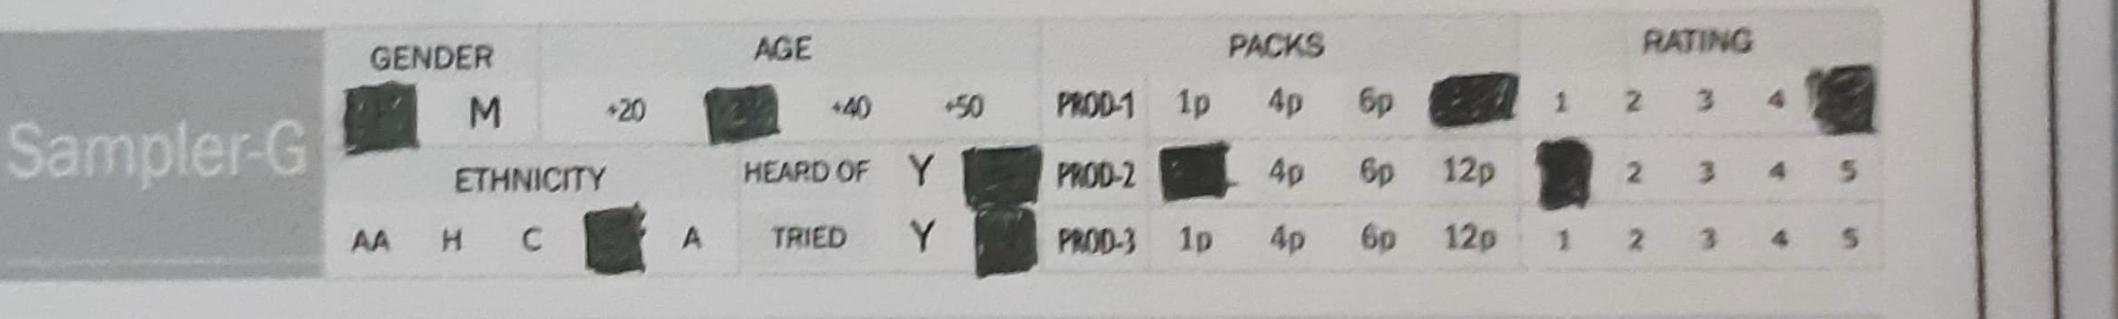 Sampler-G
GENDER AGE PACKS RATING
M +20 +40 +50 PROD-1 1p 4p 6p 1 2 3 4
ETHNICITY HEARD OF Y PROD-2 4p 6p 12p 2 3 4 5
AA H C A TRIED Y PROD-3 1p 4p 6p 12p 1 2 3 4 5